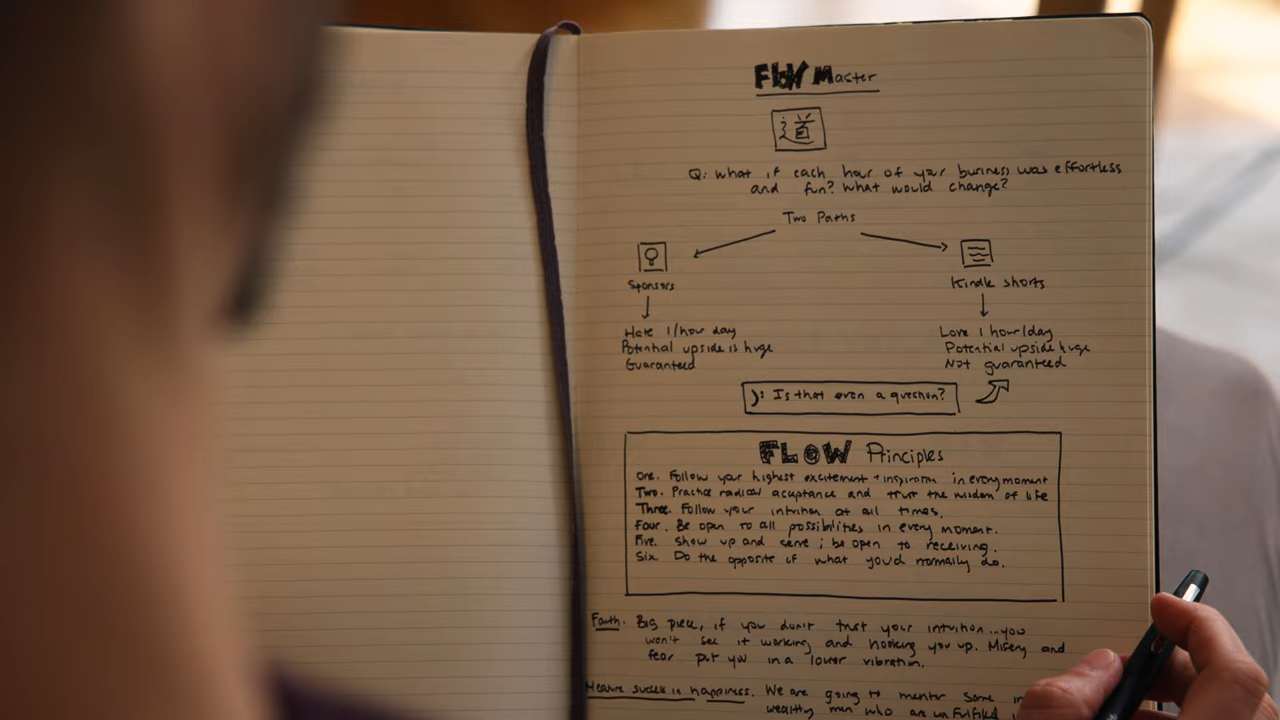 FLOW Master
道
Q: What if each hour of your business was effortless
and fun? What would change?
Two Paths
Sponsors
Kindle shorts
Hate 1/hour day
Potential upside is huge
Guaranteed
Love 1 hour/day
Potential upside huge
Not guaranteed
): Is that even a question?
FLOW Principles
One. Follow your highest excitement + inspiration in every moment
Two. Practice radical acceptance and trust the wisdom of life
Three. Follow your intuition at all times.
Four. Be open to all possibilities in every moment.
Five. Show up and serve; be open to receiving.
Six. Do the opposite of what you'd normally do.
Faith. Big piece, if you don't trust your intuition...you
won't see it working and hooking you up. Misery and
fear put you in a lower vibration.
Measure success in happiness. We are going to mentor some
wealthy men who are unfulfilled